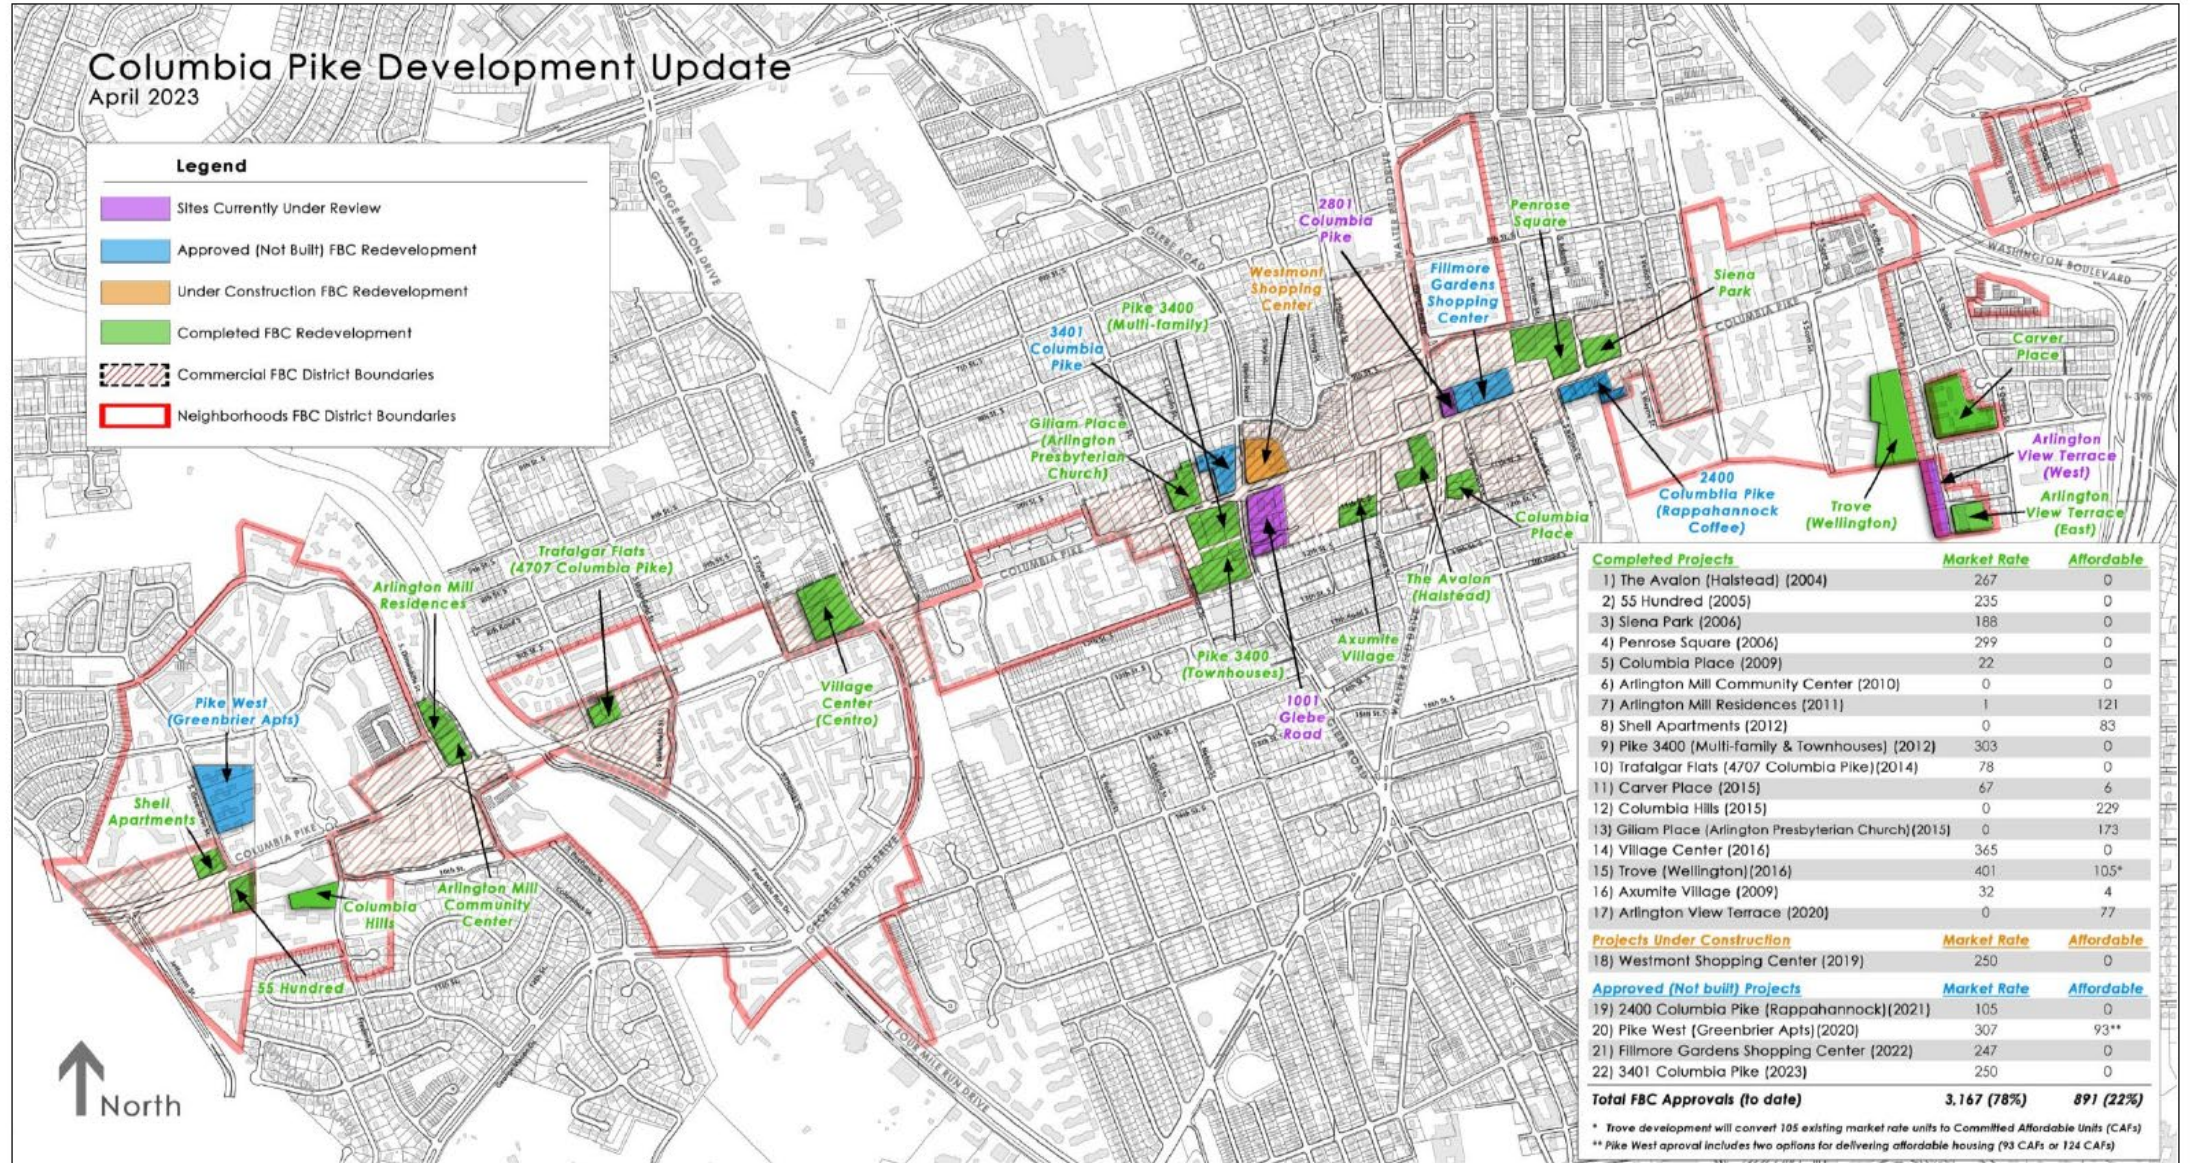 Columbia Pike Development Update
April 2023
Legend
Sites Currently Under Review
Approved (Not Built) FBC Redevelopment
Under Construction FBC Redevelopment
Completed FBC Redevelopment
Commercial FBC District Boundaries
Neighborhoods FBC District Boundaries
GEORGE MASON DRIVE
GLEBE ROAD
WALTER REED DRIVE
WASHINGTON BOULEVARD
COLUMBIA PIKE
I-395
2801
Columbia
Pike
Penrose
Square
Westmont
Shopping
Center
Fillmore
Gardens
Shopping
Center
Siena
Park
Pike 3400
(Multi-family)
3401
Columbia
Pike
Giliam Place
(Arlington
Presbyterian
Church)
Carver
Place
Arlington
View Terrace
(West)
Arlington
View Terrace
(East)
2400
Columbtia Pike
(Rappahannock
Coffee)
Trove
(Wellington)
Columbia
Place
The Avalon
(Halstead)
Axumite
Village
COLUMBIA PIKE
Pike 3400
(Townhouses)
1001
Glebe
Road
WALTER REED DRIVE
GLEBE ROAD
Trafalgar Flats
(4707 Columbia Pike)
Arlington Mill
Residences
Village
Center
(Centro)
Pike West
(Greenbrier Apts)
Shell
Apartments
COLUMBIA PIKE
Columbia
Hills
Arlington Mill
Community
Center
55 Hundred
GEORGE MASON DRIVE
FOUR MILE RUN DRIVE
North
Completed Projects Market Rate Affordable
1) The Avalon (Halstead) (2004) 267 0
2) 55 Hundred (2005) 235 0
3) Siena Park (2006) 188 0
4) Penrose Square (2006) 299 0
5) Columbia Place (2009) 22 0
6) Arlington Mill Community Center (2010) 0 0
7) Arlington Mill Residences (2011) 1 121
8) Shell Apartments (2012) 0 83
9) Pike 3400 (Multi-family & Townhouses) (2012) 303 0
10) Trafalgar Flats (4707 Columbia Pike)(2014) 78 0
11) Carver Place (2015) 67 6
12) Columbia Hills (2015) 0 229
13) Giliam Place (Arlington Presbyterian Church)(2015) 0 173
14) Village Center (2016) 365 0
15) Trove (Wellington)(2016) 401 105*
16) Axumite Village (2009) 32 4
17) Arlington View Terrace (2020) 0 77
Projects Under Construction Market Rate Affordable
18) Westmont Shopping Center (2019) 250 0
Approved (Not built) Projects Market Rate Affordable
19) 2400 Columbia Pike (Rappahannock)(2021) 105 0
20) Pike West (Greenbrier Apts)(2020) 307 93**
21) Fillmore Gardens Shopping Center (2022) 247 0
22) 3401 Columbia Pike (2023) 250 0
Total FBC Approvals (to date) 3,167 (78%) 891 (22%)
* Trove development will convert 105 existing market rate units to Committed Affordable Units (CAFs)
** Pike West aproval includes two options for delivering affordable housing (93 CAFs or 124 CAFs)